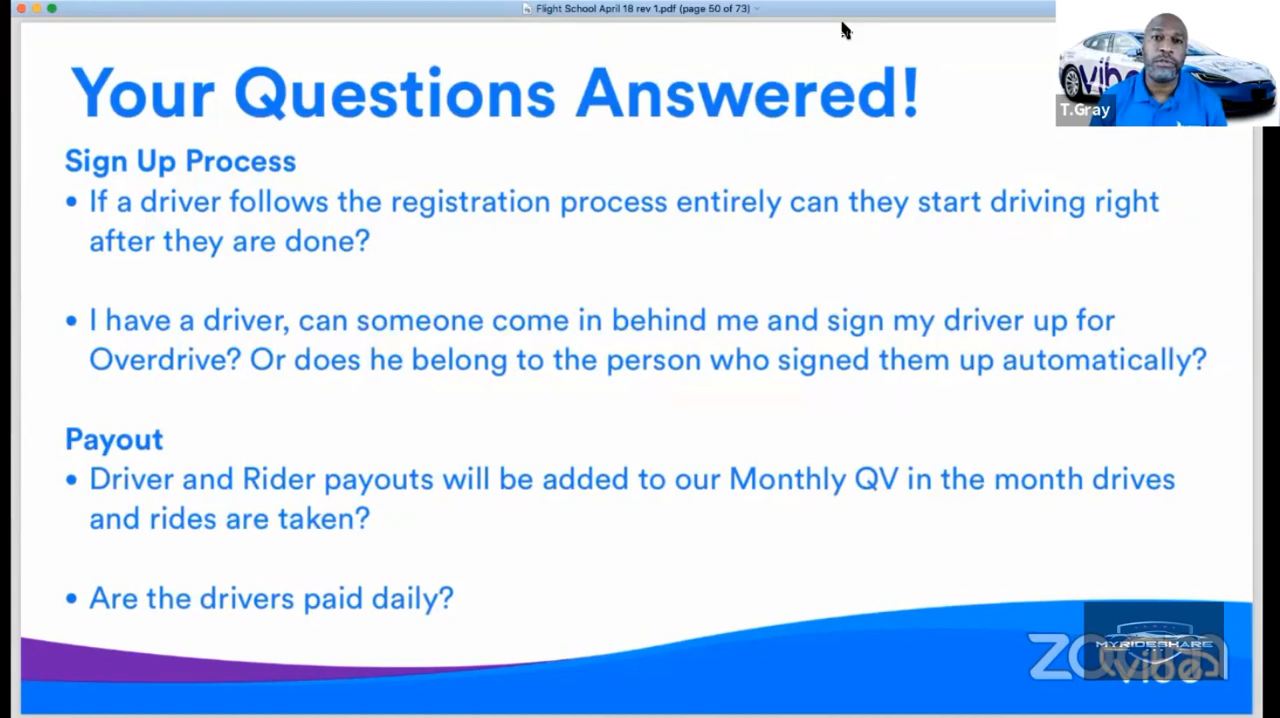 Flight School April 18 rev 1.pdf (page 50 of 73)
Your Questions Answered!
T.Gray
Sign Up Process
• If a driver follows the registration process entirely can they start driving right
after they are done?
• I have a driver, can someone come in behind me and sign my driver up for
Overdrive? Or does he belong to the person who signed them up automatically?
Payout
• Driver and Rider payouts will be added to our Monthly QV in the month drives
and rides are taken?
• Are the drivers paid daily?
zoom
MYRIDESHARE
vibe